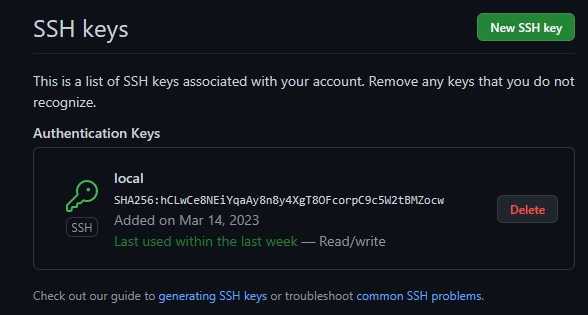 SSH keys
New SSH key
This is a list of SSH keys associated with your account. Remove any keys that you do not
recognize.
Authentication Keys
local
SHA256:hCLwCe8NEiYqaAy8n8y4XgT8OFcorpC9c5W2tBMZocw
SSH
Added on Mar 14, 2023
Last used within the last week — Read/write
Delete
Check out our guide to generating SSH keys or troubleshoot common SSH problems.